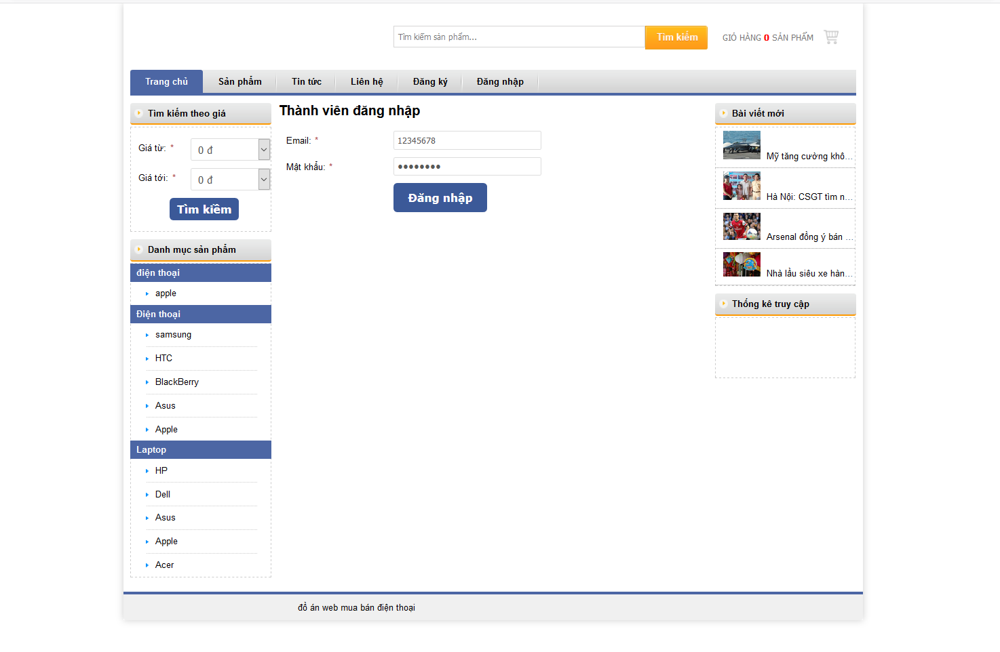 Tìm kiếm sản phẩm...
Tìm kiếm
GIỎ HÀNG 0 SẢN PHẨM
Trang chủ
Sản phẩm
Tin tức
Liên hệ
Đăng ký
Đăng nhập
Tìm kiếm theo giá
Giá từ: *
0 đ
Giá tới: *
0 đ
Tìm kiềm
Danh mục sản phẩm
điện thoại
apple
Điện thoại
samsung
HTC
BlackBerry
Asus
Apple
Laptop
HP
Dell
Asus
Apple
Acer
Thành viên đăng nhập
Email: *
12345678
Mật khẩu: *
●●●●●●●●
Đăng nhập
Bài viết mới
Mỹ tăng cường khô...
Hà Nội: CSGT tìm n...
Arsenal đồng ý bán ...
Nhà lầu siêu xe hàn...
Thống kê truy cập
đồ án web mua bán điện thoại